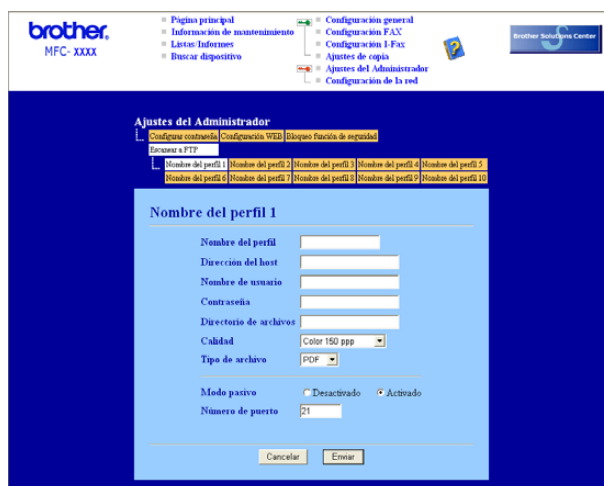 brother.
MFC- XXXX
Página principal
Información de mantenimiento
Listas/Informes
Buscar dispositivo
Configuración general
Configuración FAX
Configuración I-Fax
Ajustes de copia
Ajustes del Administrador
Configuración de la red
?
Brother Solutions Center
Ajustes del Administrador
Configurar contraseña Configuración WEB Bloqueo función de seguridad
Escanear a FTP
Nombre del perfil 1 Nombre del perfil 2 Nombre del perfil 3 Nombre del perfil 4 Nombre del perfil 5
Nombre del perfil 6 Nombre del perfil 7 Nombre del perfil 8 Nombre del perfil 9 Nombre del perfil 10
Nombre del perfil 1
Nombre del perfil
Dirección del host
Nombre de usuario
Contraseña
Directorio de archivos
Calidad Color 150 ppp
Tipo de archivo PDF
Modo pasivo Desactivado Activado
Número de puerto 21
Cancelar Enviar